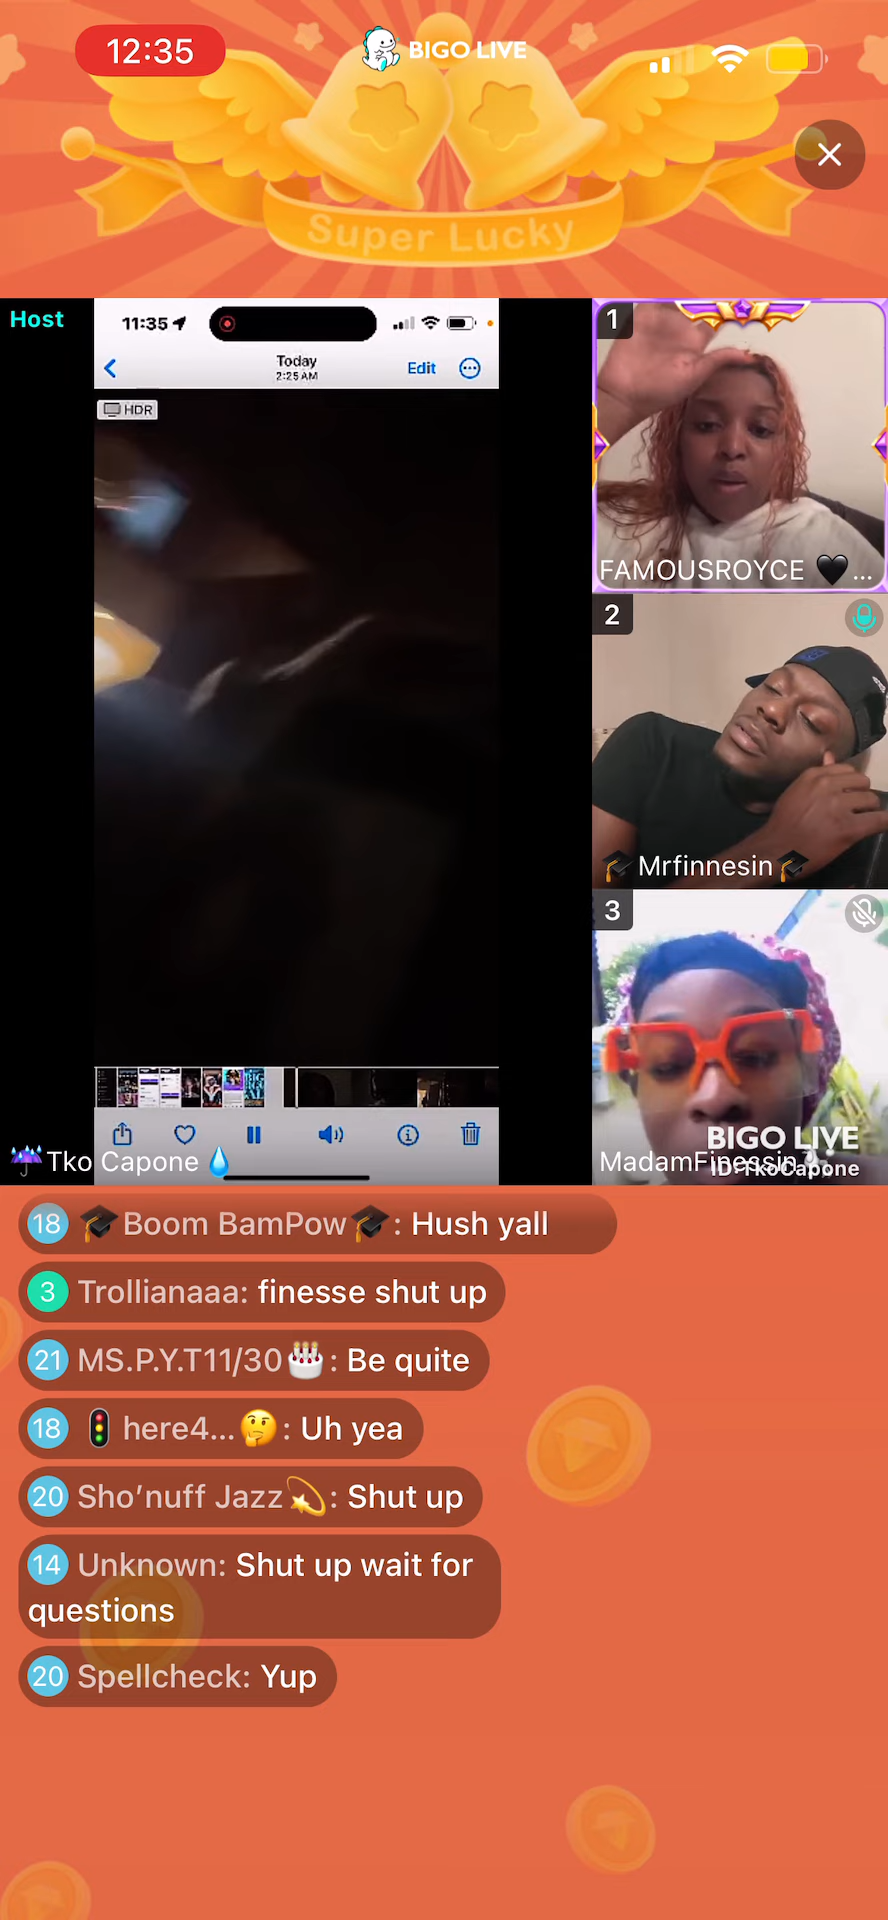 12:35
BIGO LIVE
Super Lucky
Host
11:35
Today
2:25 AM
Edit
HDR
1
FAMOUSROYCE 🖤...
2
🎓Mrfinnesin🎓
3
BIGO LIVE
ID:TkoCapone
MadamFinessin
☔Tko Capone 💧
18 🎓Boom BamPow🎓: Hush yall
3 Trollianaaa: finesse shut up
21 MS.P.Y.T11/30🎂: Be quite
18 🚦here4...🤔: Uh yea
20 Sho’nuff Jazz💫: Shut up
14 Unknown: Shut up wait for
questions
20 Spellcheck: Yup